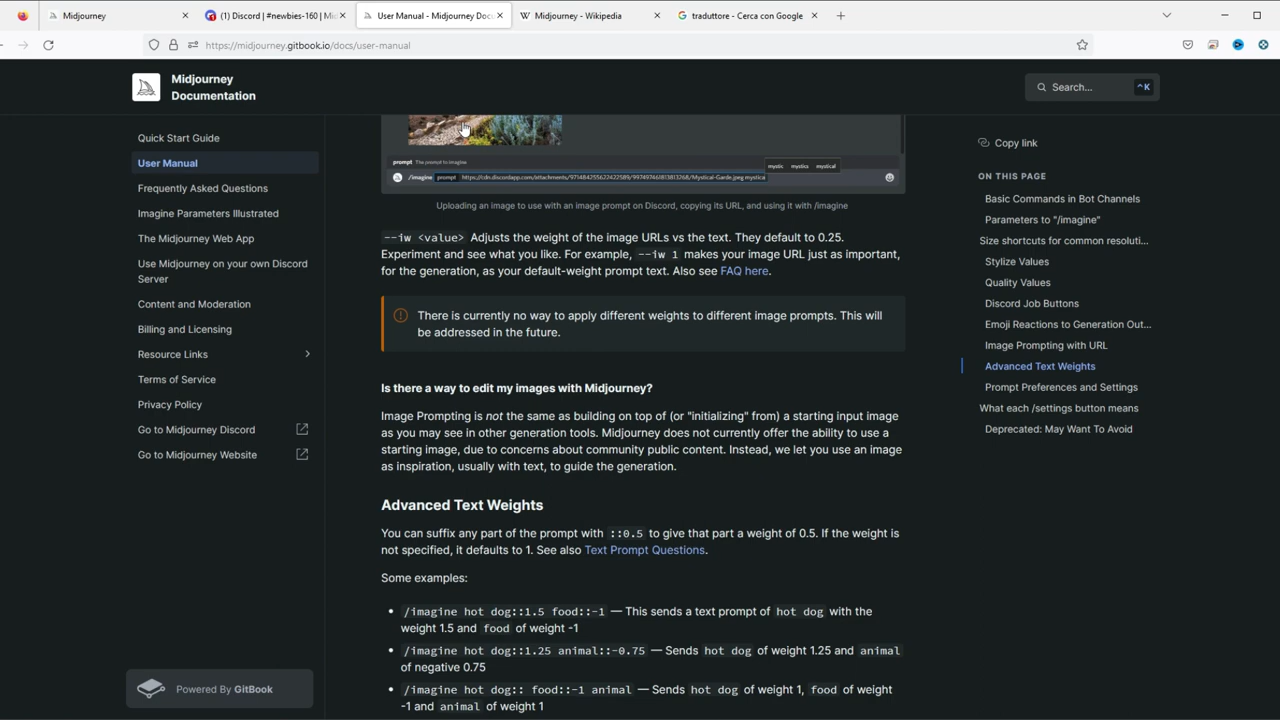 Midjourney
(1) Discord | #newbies-160 | Mid
User Manual - Midjourney Doc
Midjourney - Wikipedia
traduttore - Cerca con Google
https://midjourney.gitbook.io/docs/user-manual
Midjourney
Documentation
Search...
^K
Quick Start Guide
User Manual
Frequently Asked Questions
Imagine Parameters Illustrated
The Midjourney Web App
Use Midjourney on your own Discord
Server
Content and Moderation
Billing and Licensing
Resource Links
Terms of Service
Privacy Policy
Go to Midjourney Discord
Go to Midjourney Website
Powered By GitBook
prompt The prompt to imagine
mystic mystics mystical
/imagine prompt
Uploading an image to use with an image prompt on Discord, copying its URL, and using it with /imagine
--iw <value> Adjusts the weight of the image URLs vs the text. They default to 0.25.
Experiment and see what you like. For example, --iw 1 makes your image URL just as important,
for the generation, as your default-weight prompt text. Also see FAQ here.
There is currently no way to apply different weights to different image prompts. This will
be addressed in the future.
Is there a way to edit my images with Midjourney?
Image Prompting is not the same as building on top of (or "initializing" from) a starting input image
as you may see in other generation tools. Midjourney does not currently offer the ability to use a
starting image, due to concerns about community public content. Instead, we let you use an image
as inspiration, usually with text, to guide the generation.
Advanced Text Weights
You can suffix any part of the prompt with ::0.5 to give that part a weight of 0.5. If the weight is
not specified, it defaults to 1. See also Text Prompt Questions.
Some examples:
• /imagine hot dog::1.5 food::-1 — This sends a text prompt of hot dog with the
weight 1.5 and food of weight -1
• /imagine hot dog::1.25 animal::-0.75 — Sends hot dog of weight 1.25 and animal
of negative 0.75
• /imagine hot dog:: food::-1 animal — Sends hot dog of weight 1, food of weight
-1 and animal of weight 1
Copy link
ON THIS PAGE
Basic Commands in Bot Channels
Parameters to "/imagine"
Size shortcuts for common resoluti...
Stylize Values
Quality Values
Discord Job Buttons
Emoji Reactions to Generation Out...
Image Prompting with URL
Advanced Text Weights
Prompt Preferences and Settings
What each /settings button means
Deprecated: May Want To Avoid